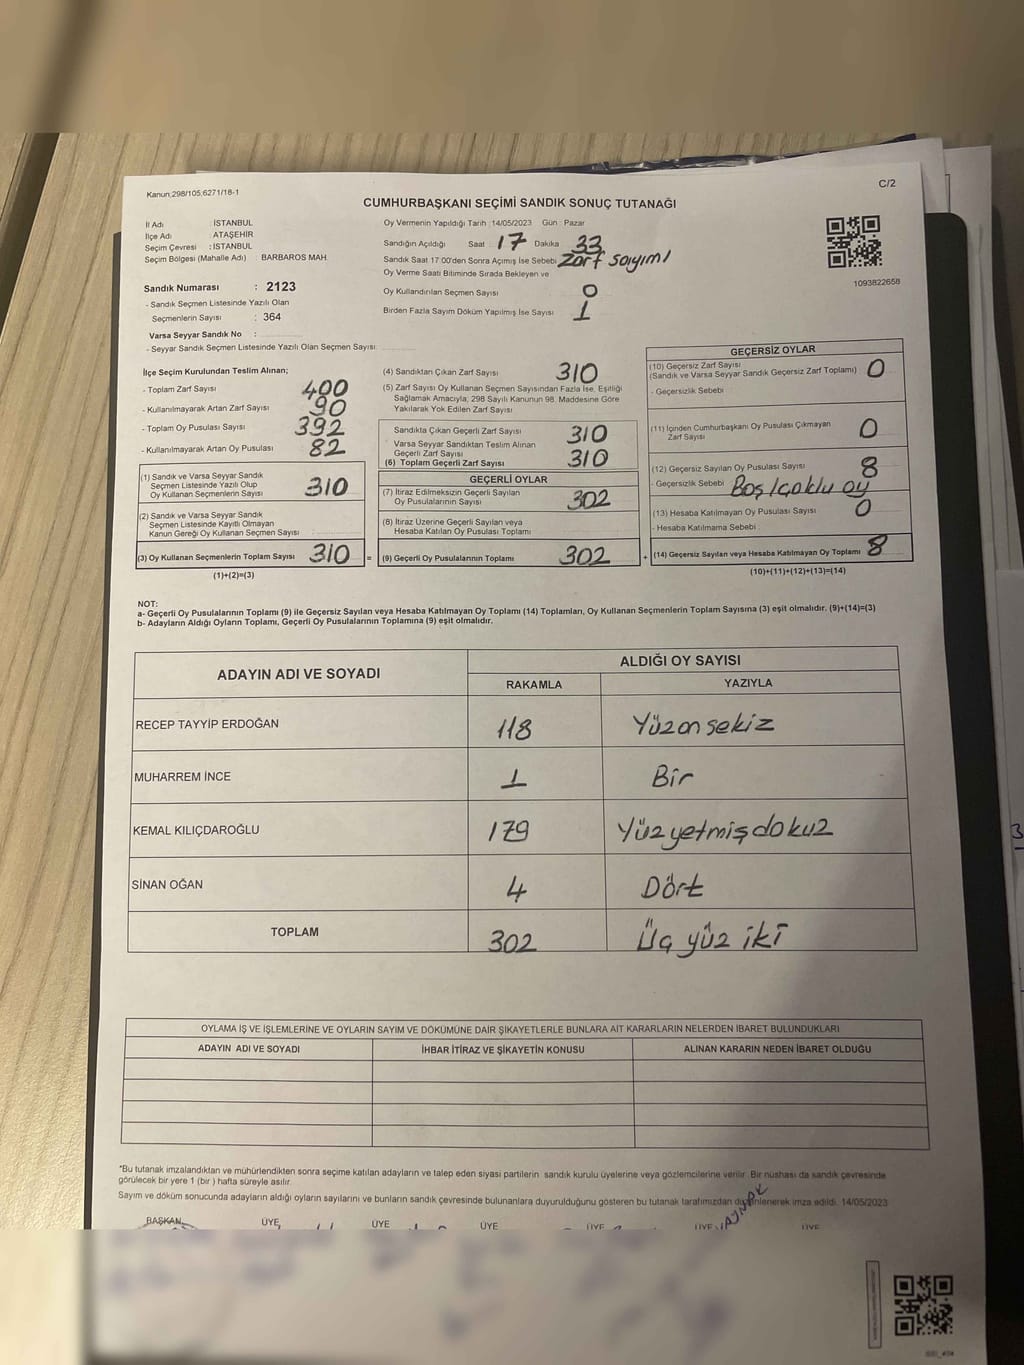 Kanun:298/105,6271/18-1
C/2
CUMHURBAŞKANI SEÇİMİ SANDIK SONUÇ TUTANAĞI
İl Adı : İSTANBUL
İlçe Adı : ATAŞEHİR
Seçim Çevresi : İSTANBUL
Seçim Bölgesi (Mahalle Adı) : BARBAROS MAH.
Sandık Numarası : 2123
- Sandık Seçmen Listesinde Yazılı Olan
Seçmenlerin Sayısı : 364
Varsa Seyyar Sandık No :
- Seyyar Sandık Seçmen Listesinde Yazılı Olan Seçmen Sayısı:
Oy Vermenin Yapıldığı Tarih : 14/05/2023 Gün : Pazar
Sandığın Açıldığı Saat : 17 Dakika : 33
Sandık Saat 17.00'den Sonra Açımış İse Sebebi : Zarf sayımı
Oy Verme Saati Bitiminde Sırada Bekleyen ve
Oy Kullandırılan Seçmen Sayısı 0
Birden Fazla Sayım Döküm Yapılmış İse Sayısı 1
1093822658
İlçe Seçim Kurulundan Teslim Alınan;
- Toplam Zarf Sayısı 400
- Kullanılmayarak Artan Zarf Sayısı 90
- Toplam Oy Pusulası Sayısı 392
- Kullanılmayarak Artan Oy Pusulası 82
(1) Sandık ve Varsa Seyyar Sandık
Seçmen Listesinde Yazılı Olup
Oy Kullanan Seçmenlerin Sayısı 310
(2) Sandık ve Varsa Seyyar Sandık
Seçmen Listesinde Kayıtlı Olmayan
Kanun Gereği Oy Kullanan Seçmen Sayısı :
(3) Oy Kullanan Seçmenlerin Toplam Sayısı 310 =
(1)+(2)=(3)
(4) Sandıktan Çıkan Zarf Sayısı 310
(5) Zarf Sayısı Oy Kullanan Seçmen Sayısından Fazla İse, Eşitliği
Sağlamak Amacıyla, 298 Sayılı Kanunun 98. Maddesine Göre
Yakılarak Yok Edilen Zarf Sayısı
Sandıkta Çıkan Geçerli Zarf Sayısı 310
Varsa Seyyar Sandıktan Teslim Alınan
Geçerli Zarf Sayısı
(6) Toplam Geçerli Zarf Sayısı 310
GEÇERLİ OYLAR
(7) İtiraz Edilmeksizin Geçerli Sayılan
Oy Pusulalarının Sayısı 302
(8) İtiraz Üzerine Geçerli Sayılan veya
Hesaba Katılan Oy Pusulası Toplamı
(9) Geçerli Oy Pusulalarının Toplamı 302 +
GEÇERSİZ OYLAR
(10) Geçersiz Zarf Sayısı
(Sandık ve Varsa Seyyar Sandık Geçersiz Zarf Toplamı) 0
- Geçersizlik Sebebi
(11) İçinden Cumhurbaşkanı Oy Pusulası Çıkmayan
Zarf Sayısı 0
(12) Geçersiz Sayılan Oy Pusulası Sayısı 8
- Geçersizlik Sebebi Boş/çoklu oy
(13) Hesaba Katılmayan Oy Pusulası Sayısı 0
- Hesaba Katılmama Sebebi
(14) Geçersiz Sayılan veya Hesaba Katılmayan Oy Toplamı 8
(10)+(11)+(12)+(13)=(14)
NOT:
a- Geçerli Oy Pusulalarının Toplamı (9) ile Geçersiz Sayılan veya Hesaba Katılmayan Oy Toplamı (14) Toplamları, Oy Kullanan Seçmenlerin Toplam Sayısına (3) eşit olmalıdır. (9)+(14)=(3)
b- Adayların Aldığı Oyların Toplamı, Geçerli Oy Pusulalarının Toplamına (9) eşit olmalıdır.
ADAYIN ADI VE SOYADI
ALDIĞI OY SAYISI
RAKAMLA YAZIYLA
RECEP TAYYİP ERDOĞAN 118 Yüzonsekiz
MUHARREM İNCE 1 Bir
KEMAL KILIÇDAROĞLU 179 Yüzyetmişdokuz
SİNAN OĞAN 4 Dört
TOPLAM 302 Üç yüz iki
OYLAMA İŞ VE İŞLEMLERİNE VE OYLARIN SAYIM VE DÖKÜMÜNE DAİR ŞİKAYETLERLE BUNLARA AİT KARARLARIN NELERDEN İBARET BULUNDUKLARI
ADAYIN ADI VE SOYADI İHBAR İTİRAZ VE ŞİKAYETİN KONUSU ALINAN KARARIN NEDEN İBARET OLDUĞU
*Bu tutanak imzalandıktan ve mühürlendikten sonra seçime katılan adayların ve talep eden siyasi partilerin sandık kurulu üyelerine veya gözlemcilerine verilir. Bir nüshası da sandık çevresinde
görülecek bir yere 1 (bir ) hafta süreyle asılır.
Sayım ve döküm sonucunda adayların aldığı oyların sayılarını ve bunların sandık çevresinde bulunanlara duyurulduğunu gösteren bu tutanak tarafımızdan düzenlenerek imza edildi. 14/05/2023
BAŞKAN ÜYE ÜYE ÜYE ÜYE ÜYE ÜYE